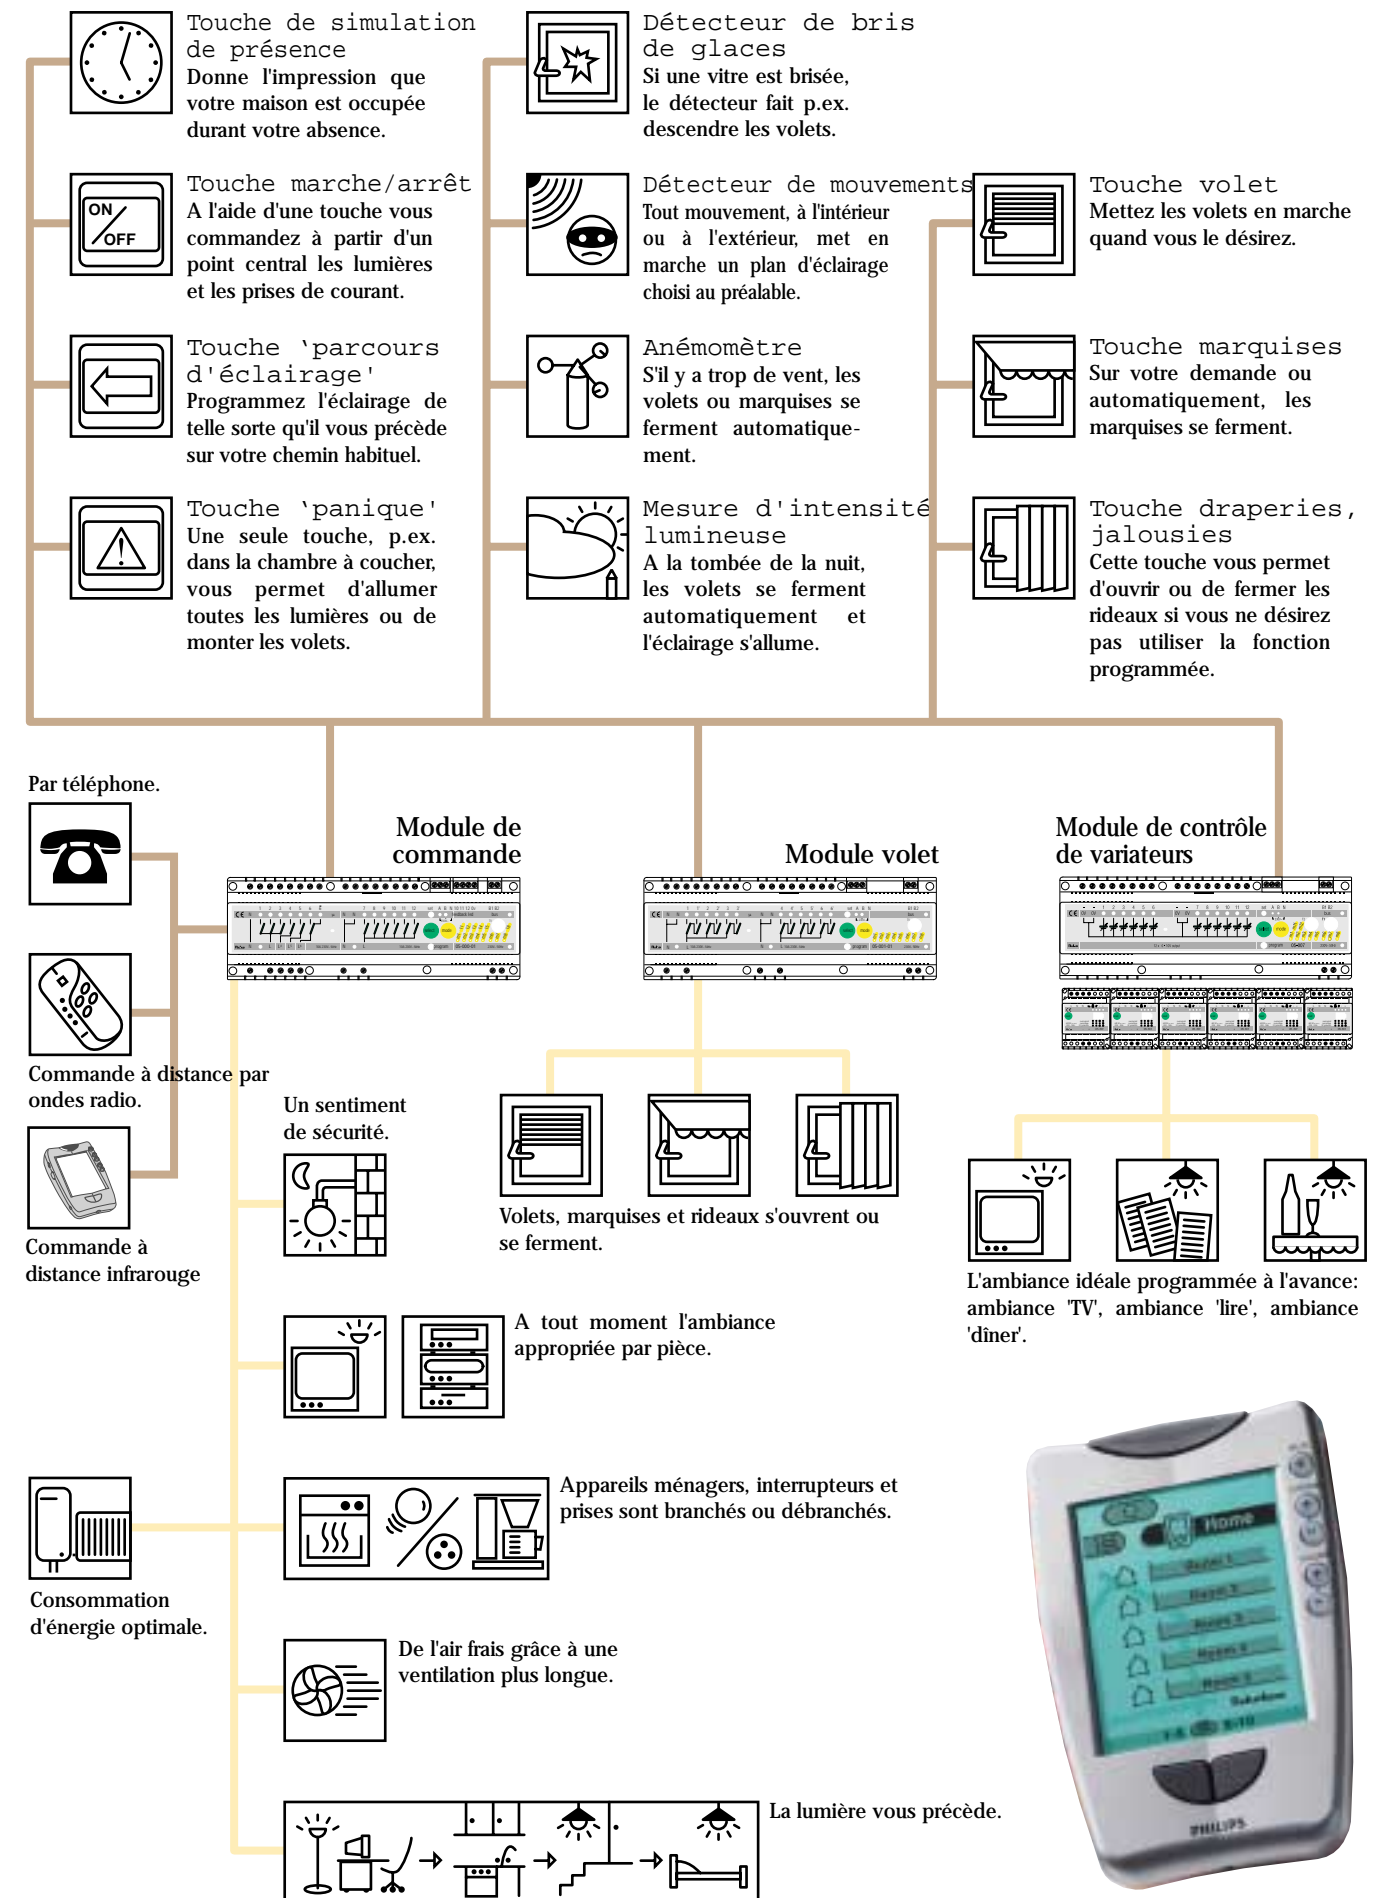 Touche de simulation
de présence
Donne l'impression que
votre maison est occupée
durant votre absence.
Touche marche/arrêt
A l'aide d'une touche vous
commandez à partir d'un
point central les lumières
et les prises de courant.
ON
OFF
Touche ‘parcours
d'éclairage'
Programmez l'éclairage de
telle sorte qu'il vous précède
sur votre chemin habituel.
Touche ‘panique'
Une seule touche, p.ex.
dans la chambre à coucher,
vous permet d'allumer
toutes les lumières ou de
monter les volets.
Détecteur de bris
de glaces
Si une vitre est brisée,
le détecteur fait p.ex.
descendre les volets.
Détecteur de mouvements
Tout mouvement, à l'intérieur
ou à l'extérieur, met en
marche un plan d'éclairage
choisi au préalable.
Anémomètre
S'il y a trop de vent, les
volets ou marquises se
ferment automatique-
ment.
Mesure d'intensité
lumineuse
A la tombée de la nuit,
les volets se ferment
automatiquement et
l'éclairage s'allume.
Touche volet
Mettez les volets en marche
quand vous le désirez.
Touche marquises
Sur votre demande ou
automatiquement, les
marquises se ferment.
Touche draperies,
jalousies
Cette touche vous permet
d'ouvrir ou de fermer les
rideaux si vous ne désirez
pas utiliser la fonction
programmée.
Par téléphone.
Commande à distance par
ondes radio.
Commande à
distance infrarouge
Module de
commande
Module volet
Module de contrôle
de variateurs
Un sentiment
de sécurité.
Volets, marquises et rideaux s'ouvrent ou
se ferment.
L'ambiance idéale programmée à l'avance:
ambiance 'TV', ambiance 'lire', ambiance
'dîner'.
A tout moment l'ambiance
appropriée par pièce.
Appareils ménagers, interrupteurs et
prises sont branchés ou débranchés.
Consommation
d'énergie optimale.
De l'air frais grâce à une
ventilation plus longue.
La lumière vous précède.
Home
PHILIPS